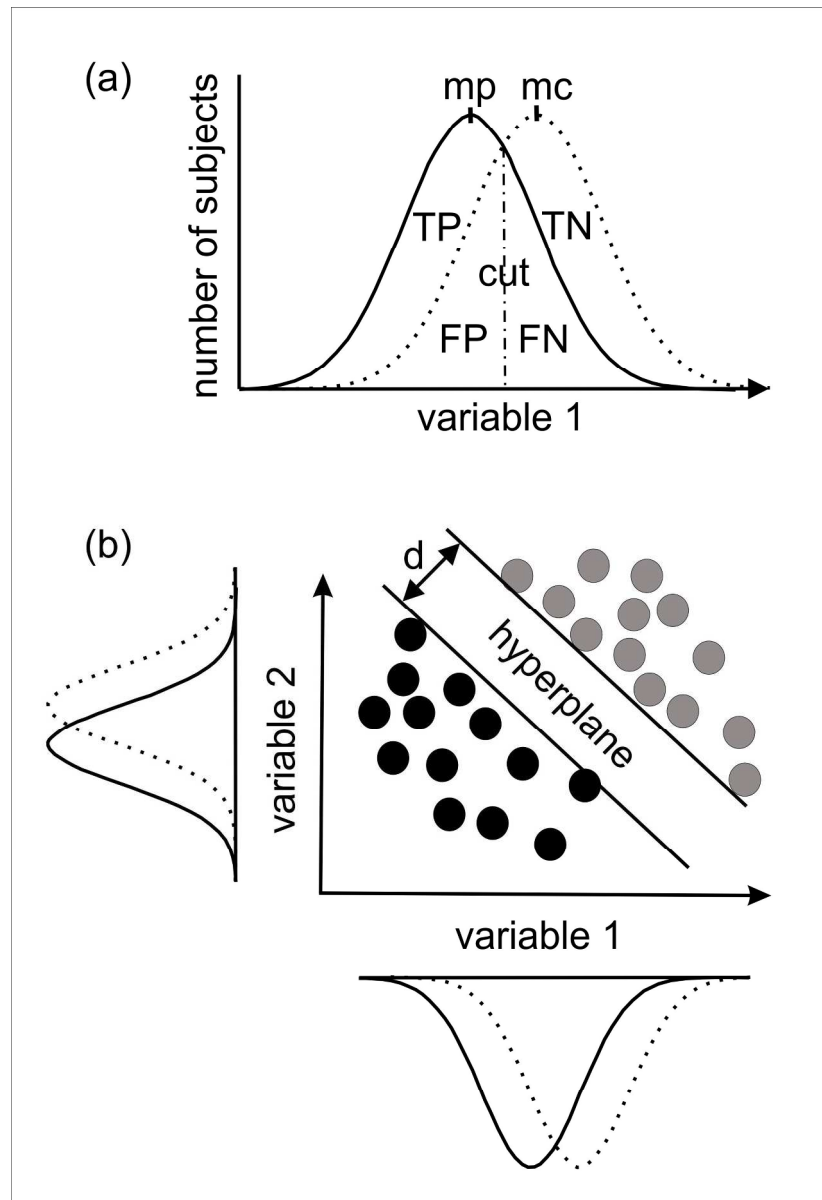 (a)
mp mc
number of subjects
TP TN
cut
FP FN
variable 1
(b)
d
hyperplane
variable 2
variable 1